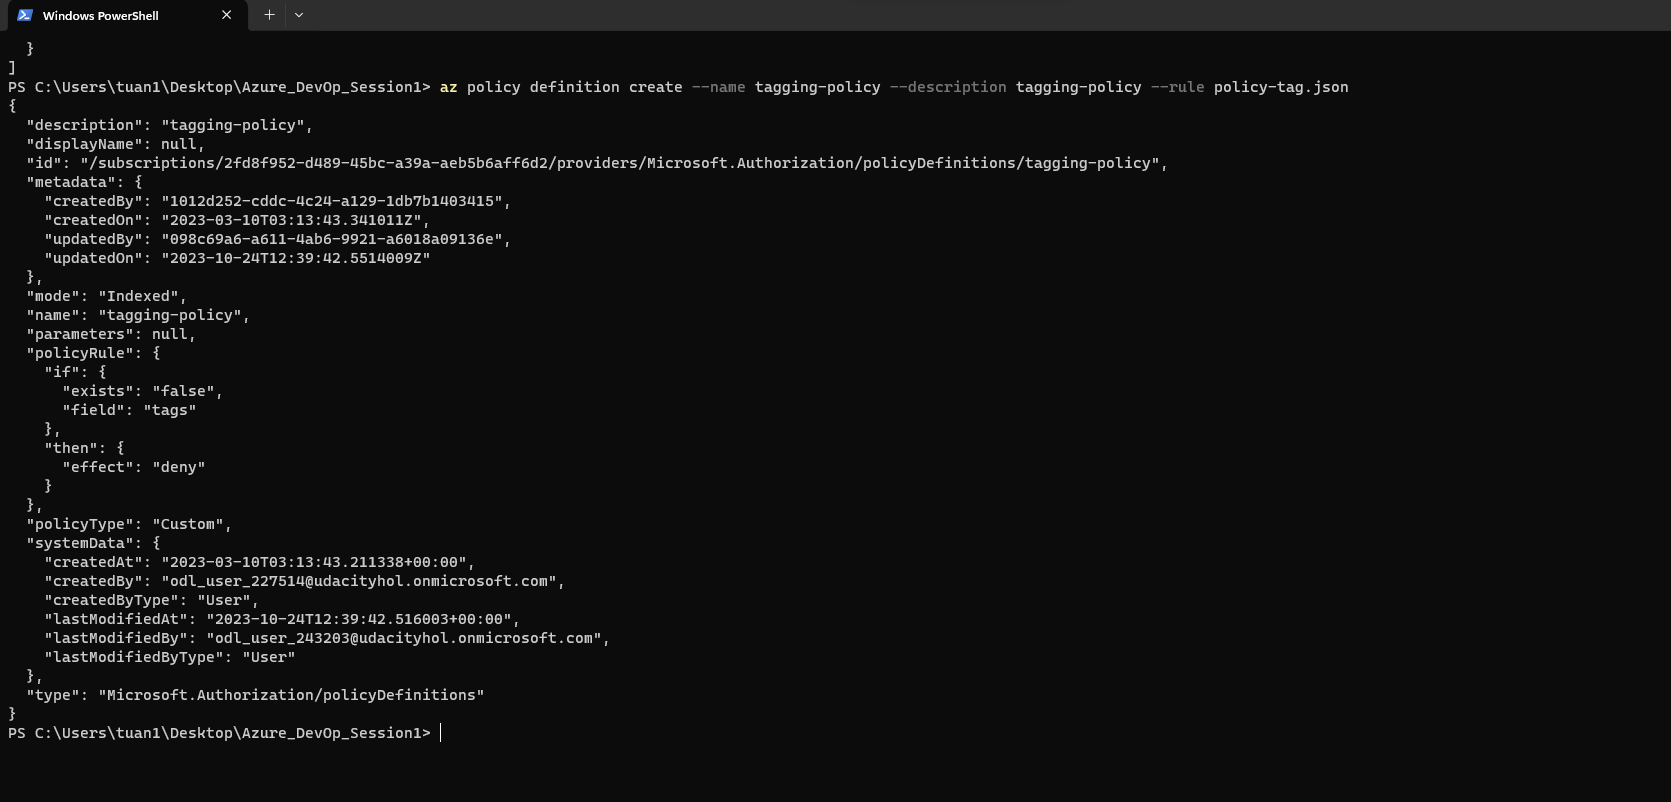 Windows PowerShell
  }
]
PS C:\Users\tuan1\Desktop\Azure_DevOp_Session1> az policy definition create --name tagging-policy --description tagging-policy --rule policy-tag.json
{
  "description": "tagging-policy",
  "displayName": null,
  "id": "/subscriptions/2fd8f952-d489-45bc-a39a-aeb5b6aff6d2/providers/Microsoft.Authorization/policyDefinitions/tagging-policy",
  "metadata": {
    "createdBy": "1012d252-cddc-4c24-a129-1db7b1403415",
    "createdOn": "2023-03-10T03:13:43.341011Z",
    "updatedBy": "098c69a6-a611-4ab6-9921-a6018a09136e",
    "updatedOn": "2023-10-24T12:39:42.5514009Z"
  },
  "mode": "Indexed",
  "name": "tagging-policy",
  "parameters": null,
  "policyRule": {
    "if": {
      "exists": "false",
      "field": "tags"
    },
    "then": {
      "effect": "deny"
    }
  },
  "policyType": "Custom",
  "systemData": {
    "createdAt": "2023-03-10T03:13:43.211338+00:00",
    "createdBy": "odl_user_227514@udacityhol.onmicrosoft.com",
    "createdByType": "User",
    "lastModifiedAt": "2023-10-24T12:39:42.516003+00:00",
    "lastModifiedBy": "odl_user_243203@udacityhol.onmicrosoft.com",
    "lastModifiedByType": "User"
  },
  "type": "Microsoft.Authorization/policyDefinitions"
}
PS C:\Users\tuan1\Desktop\Azure_DevOp_Session1>